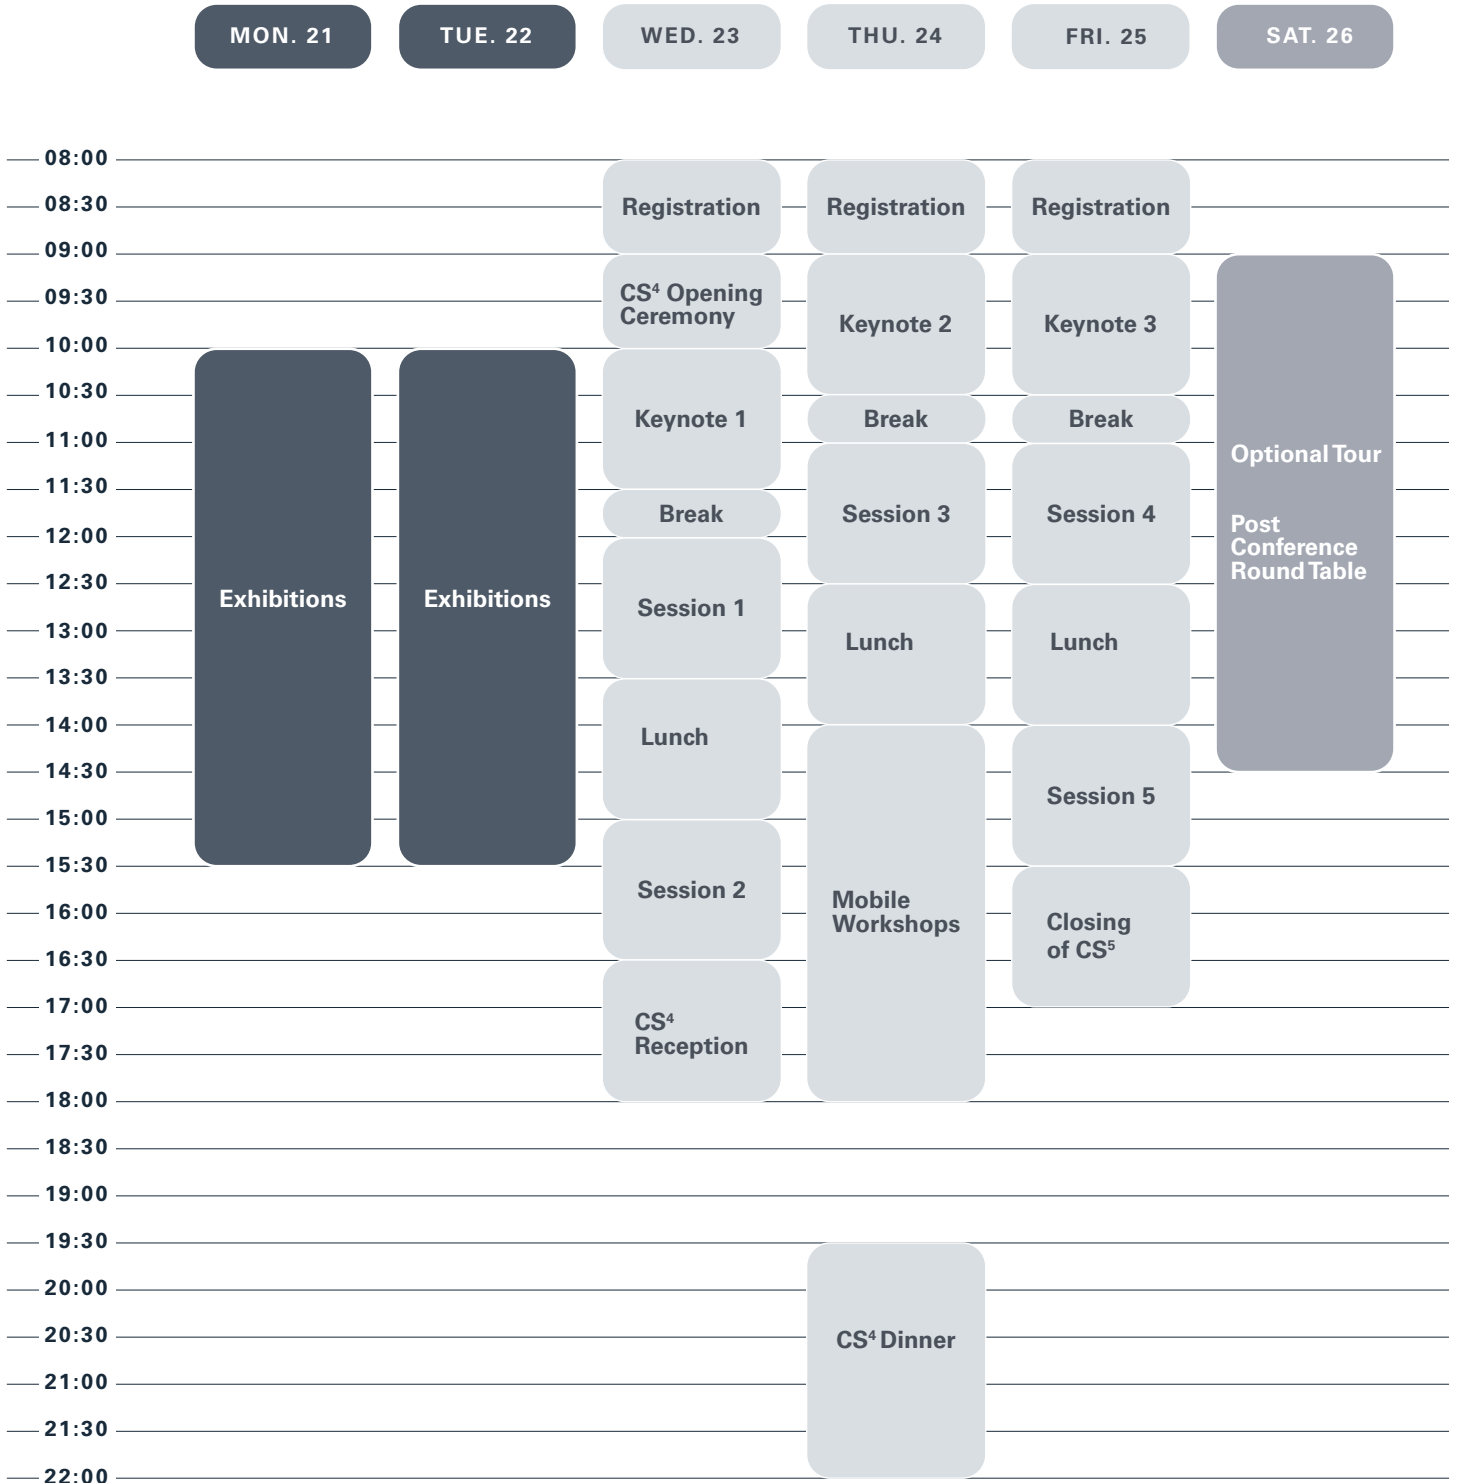 MON. 21
TUE. 22
WED. 23
THU. 24
FRI. 25
SAT. 26
08:00
08:30
09:00
09:30
10:00
10:30
11:00
11:30
12:00
12:30
13:00
13:30
14:00
14:30
15:00
15:30
16:00
16:30
17:00
17:30
18:00
18:30
19:00
19:30
20:00
20:30
21:00
21:30
22:00
Exhibitions
Exhibitions
Registration
CS⁴ Opening
Ceremony
Keynote 1
Break
Session 1
Lunch
Session 2
CS⁴
Reception
Registration
Keynote 2
Break
Session 3
Lunch
Mobile
Workshops
CS⁴ Dinner
Registration
Keynote 3
Break
Session 4
Lunch
Session 5
Closing
of CS⁵
Optional Tour
Post
Conference
Round Table